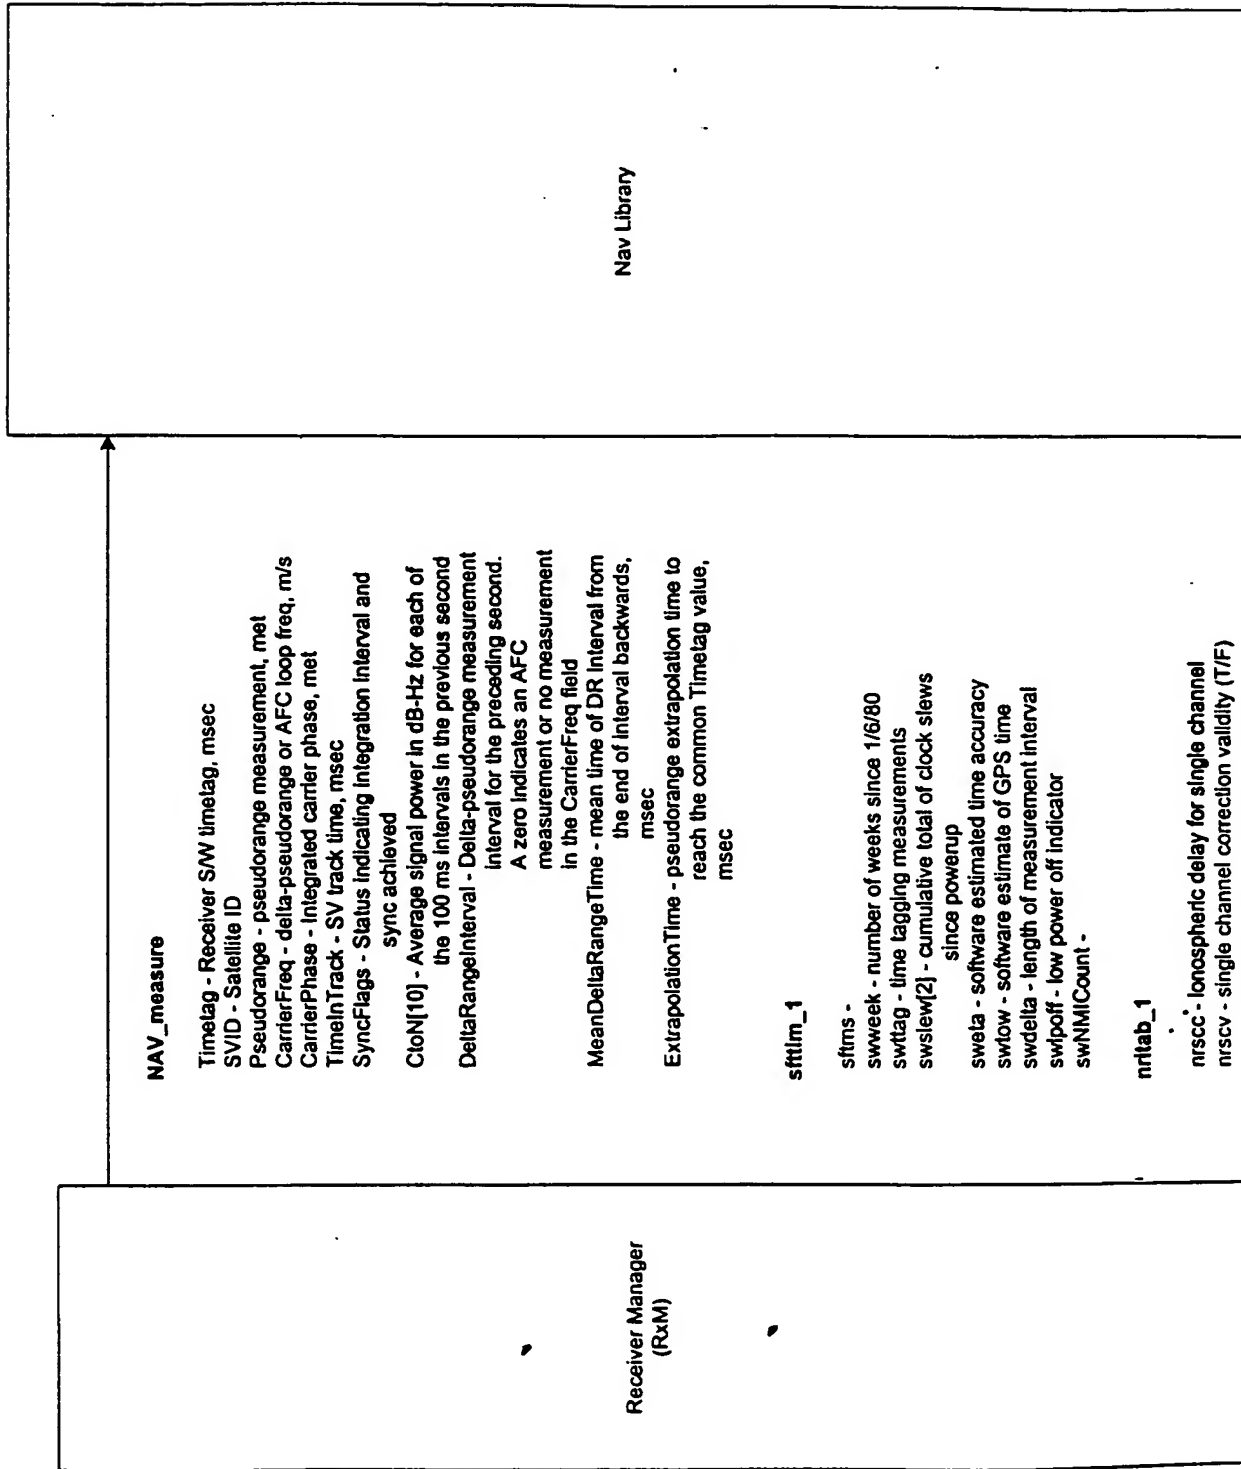 Receiver Manager
(RxM)
NAV_measure
Timetag - Receiver S/W timetag, msec
SVID - Satellite ID
Pseudorange - pseudorange measurement, met
CarrierFreq - delta-pseudorange or AFC loop freq, m/s
CarrierPhase - Integrated carrier phase, met
TimeInTrack - SV track time, msec
SyncFlags - Status indicating integration interval and
sync achieved
CtoN[10] - Average signal power in dB-Hz for each of
the 100 ms intervals in the previous second
DeltaRangeInterval - Delta-pseudorange measurement
interval for the preceding second.
A zero indicates an AFC
measurement or no measurement
in the CarrierFreq field
MeanDeltaRangeTime - mean time of DR Interval from
the end of interval backwards,
msec
ExtrapolationTime - pseudorange extrapolation time to
reach the common Timetag value,
msec
sfttim_1
sftms -
swweek - number of weeks since 1/6/80
swttag - time tagging measurements
swslew[2] - cumulative total of clock slews
since powerup
sweta - software estimated time accuracy
swtow - software estimate of GPS time
swdelta - length of measurement interval
swlpoff - low power off indicator
swNMICount -
nritab_1
nrscc - ionospheric delay for single channel
nrscv - single channel correction validity (T/F)
Nav Library